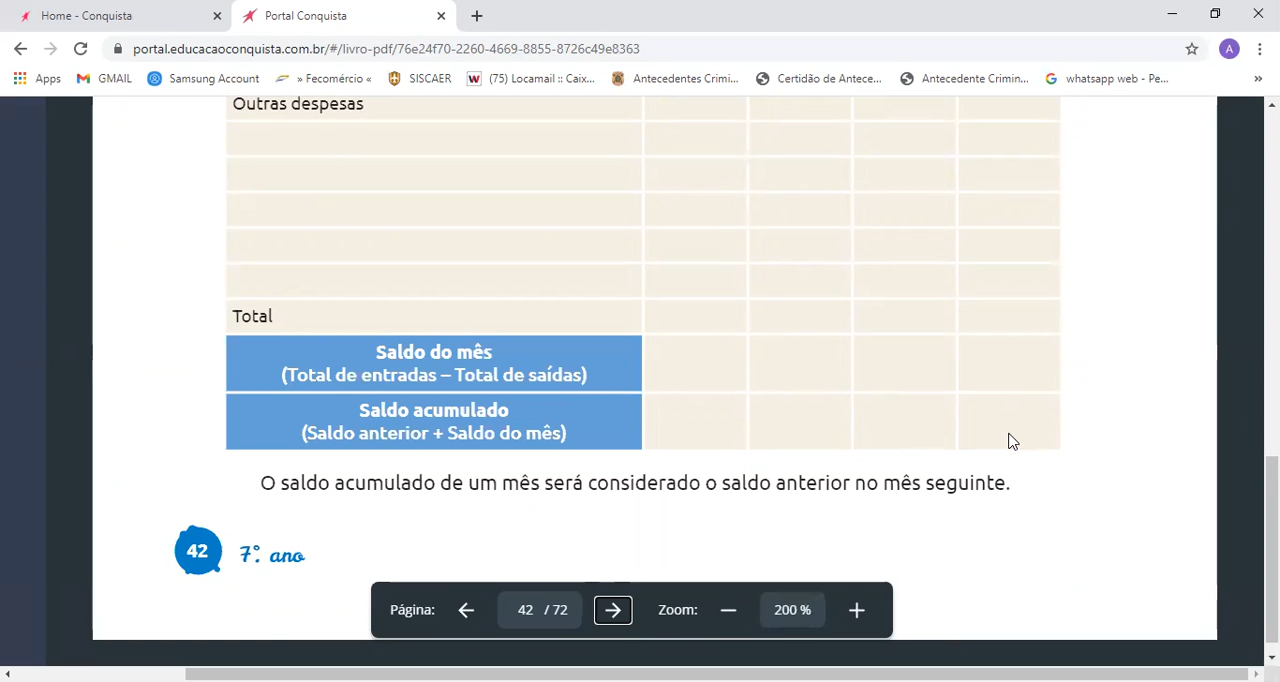 Home - Conquista
Portal Conquista
portal.educacaoconquista.com.br/#/livro-pdf/76e24f70-2260-4669-8855-8726c49e8363
A
Apps
GMAIL
Samsung Account
» Fecomércio «
SISCAER
W (75) Locamail :: Caix...
Antecedentes Crimi...
Certidão de Antece...
Antecedente Crimin...
G whatsapp web - Pe...
»
Outras despesas
Total
Saldo do mês
(Total de entradas – Total de saídas)
Saldo acumulado
(Saldo anterior + Saldo do mês)
O saldo acumulado de um mês será considerado o saldo anterior no mês seguinte.
42 7º. ano
Página: 42 / 72 Zoom: 200 %